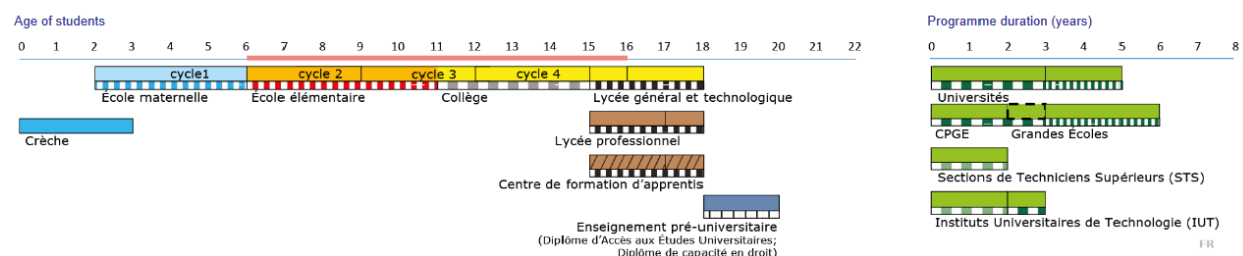 Age of students
Programme duration (years)
0 1 2 3 4 5 6 7 8 9 10 11 12 13 14 15 16 17 18 19 20 21 22
0 1 2 3 4 5 6 7 8
cycle1 cycle 2 cycle 3 cycle 4
École maternelle École élémentaire Collège Lycée général et technologique
Crèche
Lycée professionnel
Centre de formation d'apprentis
Enseignement pré-universitaire
(Diplôme d'Accès aux Études Universitaires;
Diplôme de capacité en droit)
Universités
CPGE Grandes Écoles
Sections de Techniciens Supérieurs (STS)
Instituts Universitaires de Technologie (IUT)
FR